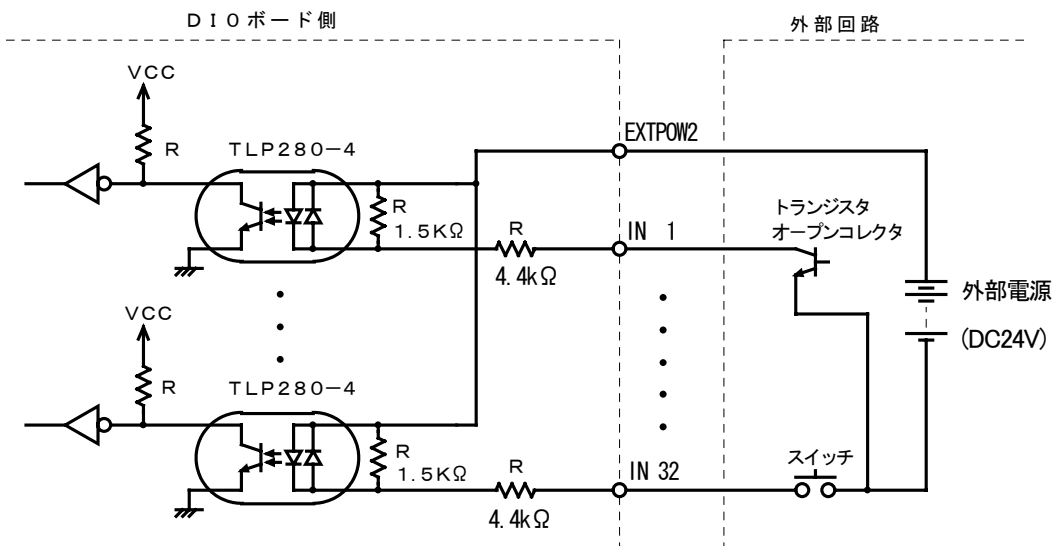 ＤＩＯボード側
外部回路
VCC
R
TLP280-4
EXTPOW2
R
1.5KΩ
R
4.4kΩ
IN 1
トランジスタ
オープンコレクタ
外部電源
(DC24V)
VCC
R
TLP280-4
R
1.5KΩ
R
4.4kΩ
IN 32
スイッチ